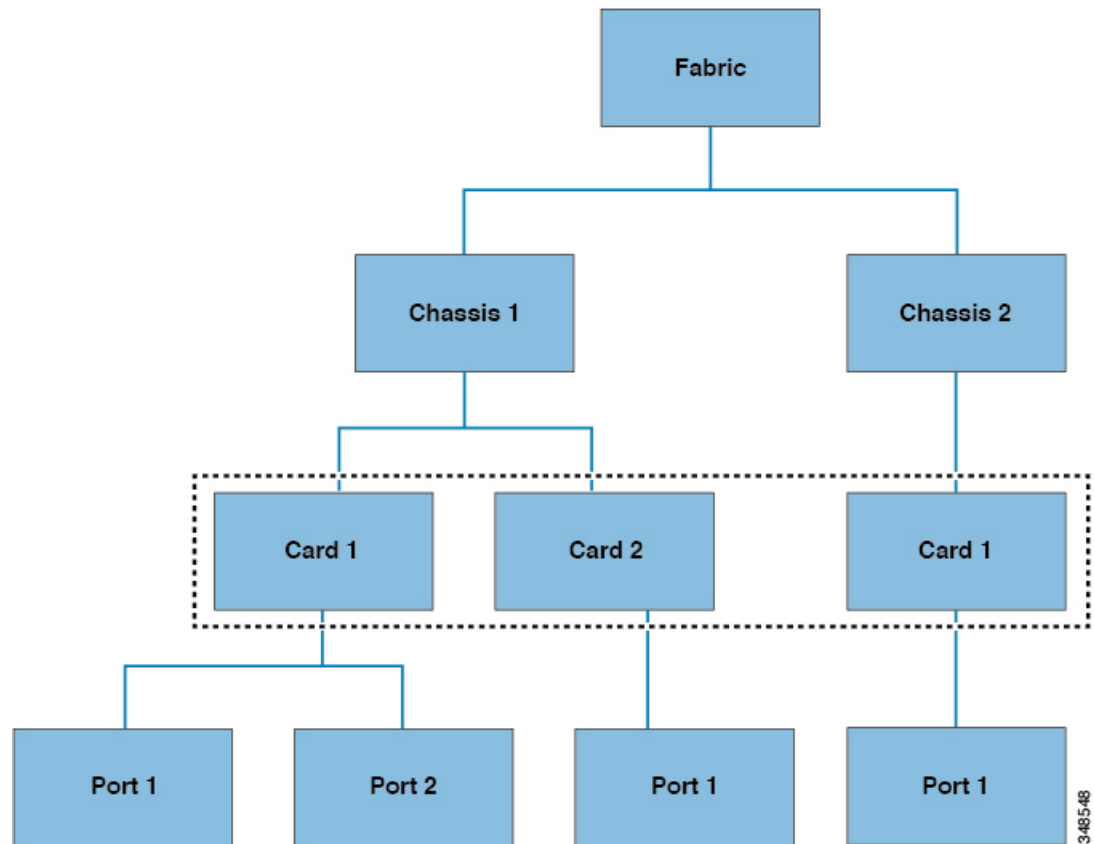 Fabric
Chassis 1
Chassis 2
Card 1
Card 2
Card 1
Port 1
Port 2
Port 1
Port 1
348548